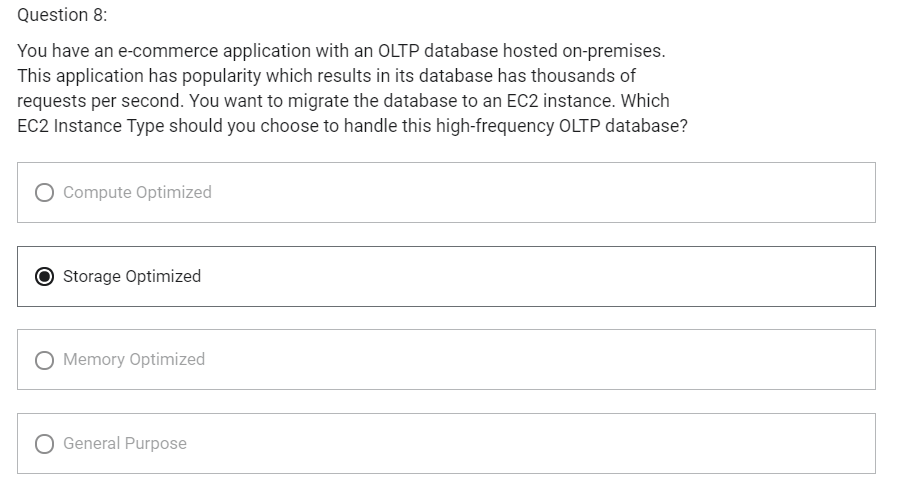 Question 8:
You have an e-commerce application with an OLTP database hosted on-premises.
This application has popularity which results in its database has thousands of
requests per second. You want to migrate the database to an EC2 instance. Which
EC2 Instance Type should you choose to handle this high-frequency OLTP database?
Compute Optimized
Storage Optimized
Memory Optimized
General Purpose